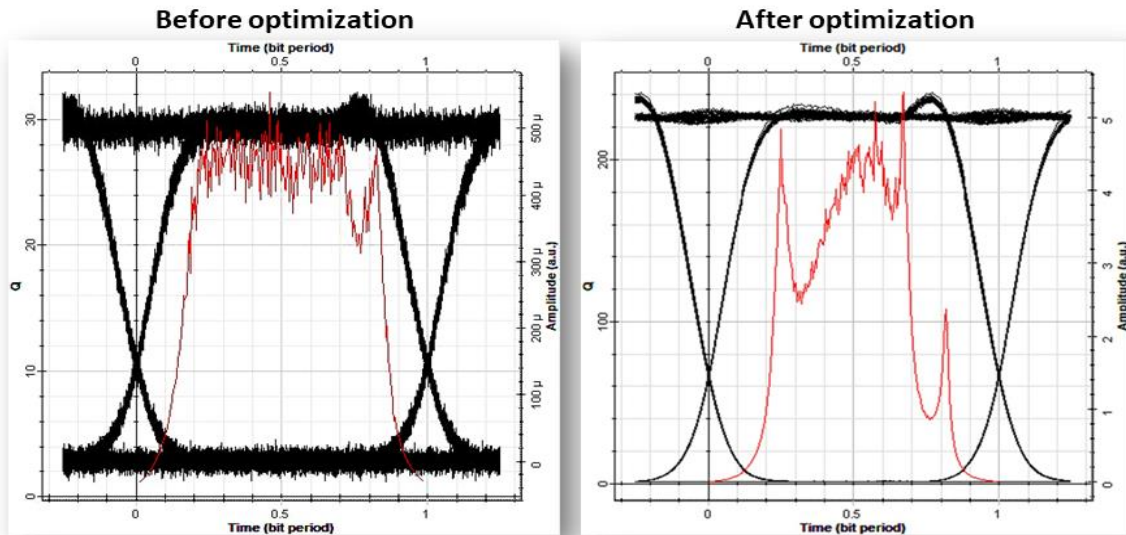 Before optimization
After optimization
Time (bit period)
0 0.5 1
Q
30
20
10
0
500 µ
400 µ
300 µ
200 µ
100 µ
0
Amplitude (a.u.)
0 0.5 1
Time (bit period)
Time (bit period)
0 0.5 1
Q
200
100
0
5
4
3
2
1
0
Amplitude (a.u.)
0 0.5 1
Time (bit period)